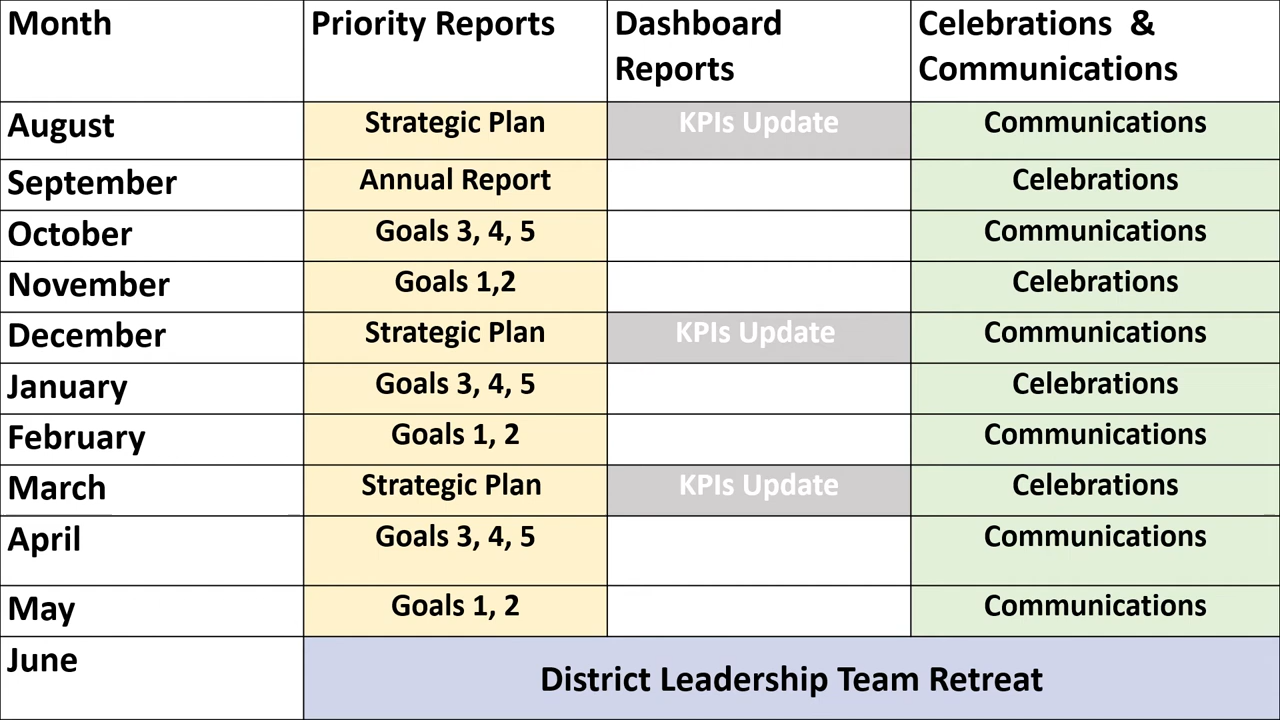 Month Priority Reports Dashboard Reports Celebrations & Communications
August Strategic Plan KPIs Update Communications
September Annual Report Celebrations
October Goals 3, 4, 5 Communications
November Goals 1,2 Celebrations
December Strategic Plan KPIs Update Communications
January Goals 3, 4, 5 Celebrations
February Goals 1, 2 Communications
March Strategic Plan KPIs Update Celebrations
April Goals 3, 4, 5 Communications
May Goals 1, 2 Communications
June District Leadership Team Retreat